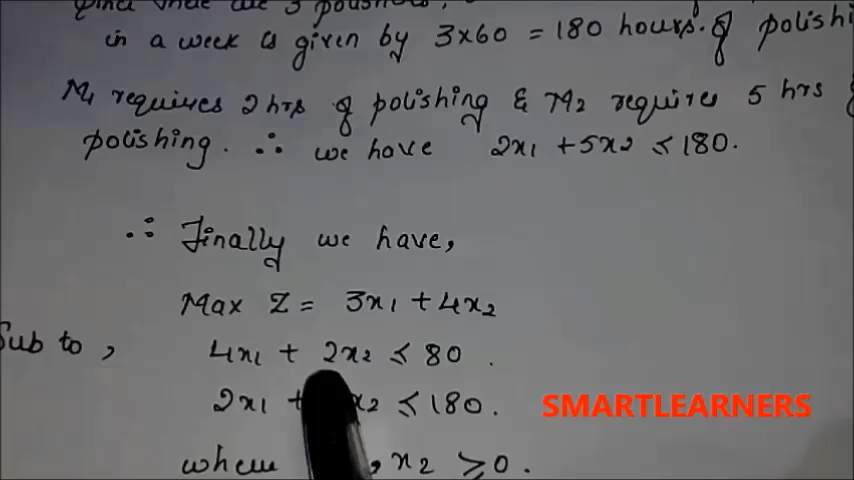 in a week is given by 3x60 = 180 hours. of polishi
M1 requires 2 hrs of polishing & M2 requires 5 hrs
polishing. ∴ we have 2x1 + 5x2 ≤ 180.
∴ Finally we have,
Max Z = 3x1 + 4x2
Sub to, 4x1 + 2x2 ≤ 80.
2x1 + x2 ≤ 180.
SMARTLEARNERS
where , x2 ≥ 0.